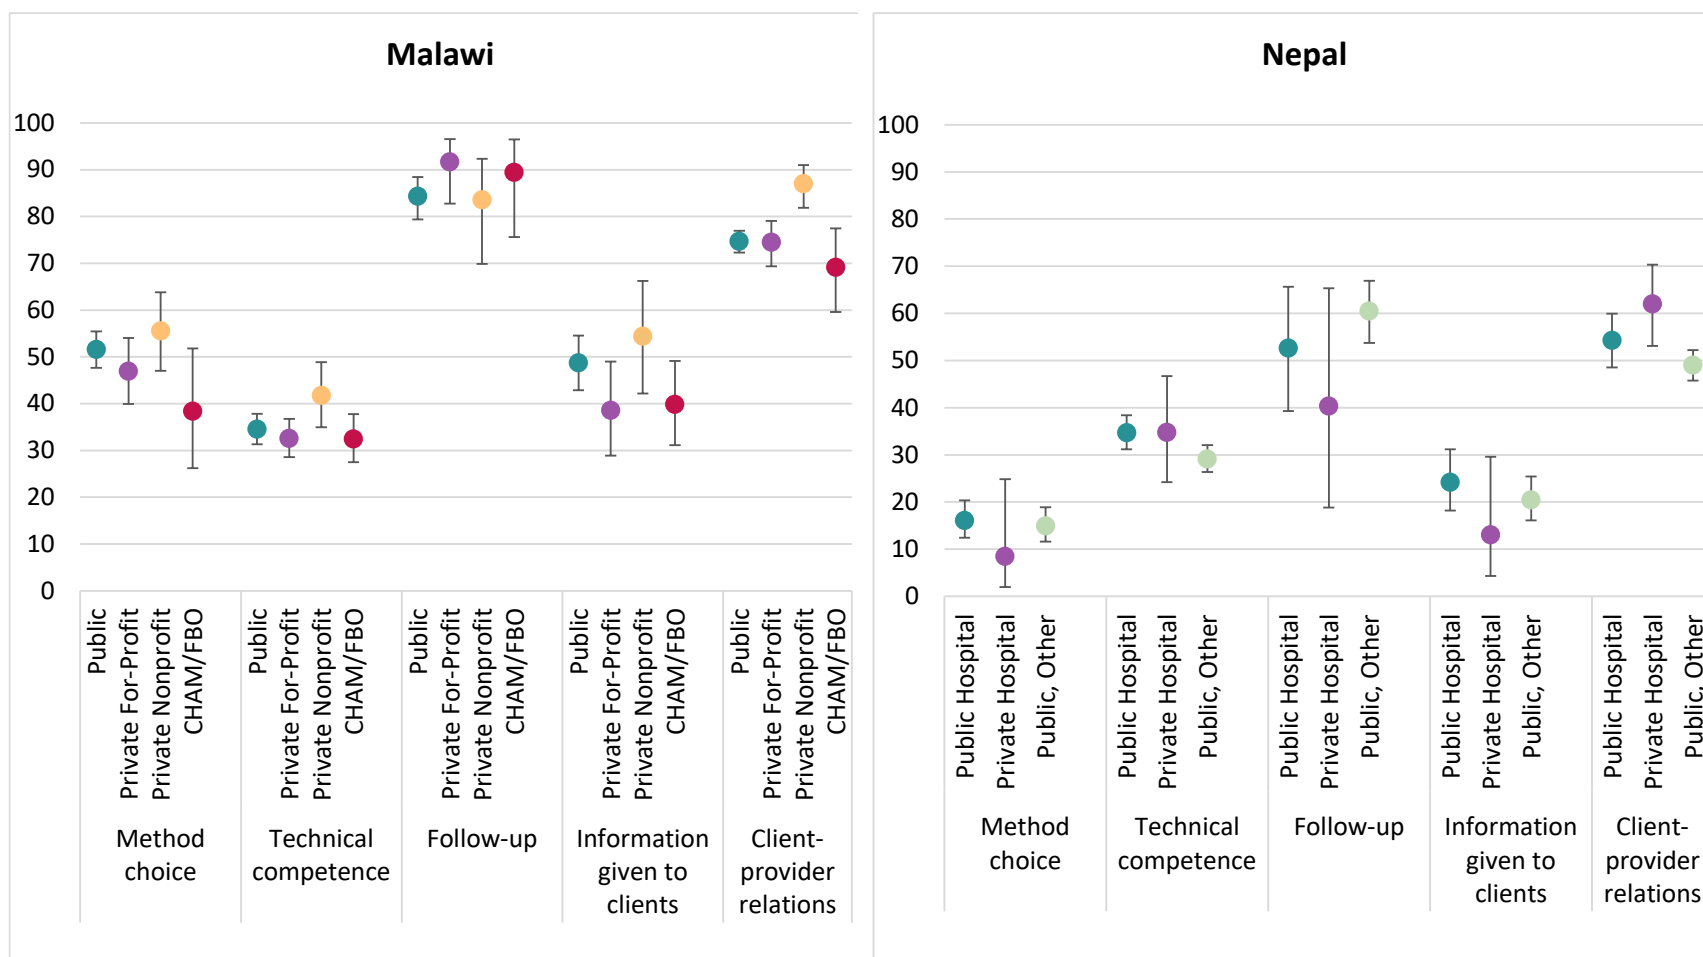 Malawi
100
90
80
70
60
50
40
30
20
10
0
Public
Private For-Profit
Private Nonprofit
CHAM/FBO
Public
Private For-Profit
Private Nonprofit
CHAM/FBO
Public
Private For-Profit
Private Nonprofit
CHAM/FBO
Public
Private For-Profit
Private Nonprofit
CHAM/FBO
Public
Private For-Profit
Private Nonprofit
CHAM/FBO
Method
choice
Technical
competence
Follow-up
Information
given to
clients
Client-
provider
relations
Nepal
100
90
80
70
60
50
40
30
20
10
0
Public Hospital
Private Hospital
Public, Other
Public Hospital
Private Hospital
Public, Other
Public Hospital
Private Hospital
Public, Other
Public Hospital
Private Hospital
Public, Other
Public Hospital
Private Hospital
Public, Other
Method
choice
Technical
competence
Follow-up
Information
given to
clients
Client-
provider
relations